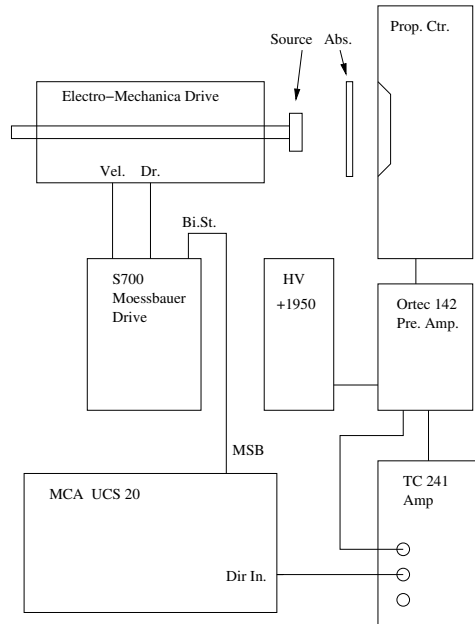 Prop. Ctr.
Source Abs.
Electro−Mechanica Drive
Vel. Dr.
Bi.St.
S700
Moessbauer
Drive
HV
+1950
Ortec 142
Pre. Amp.
MSB
MCA UCS 20
TC 241
Amp
Dir In.